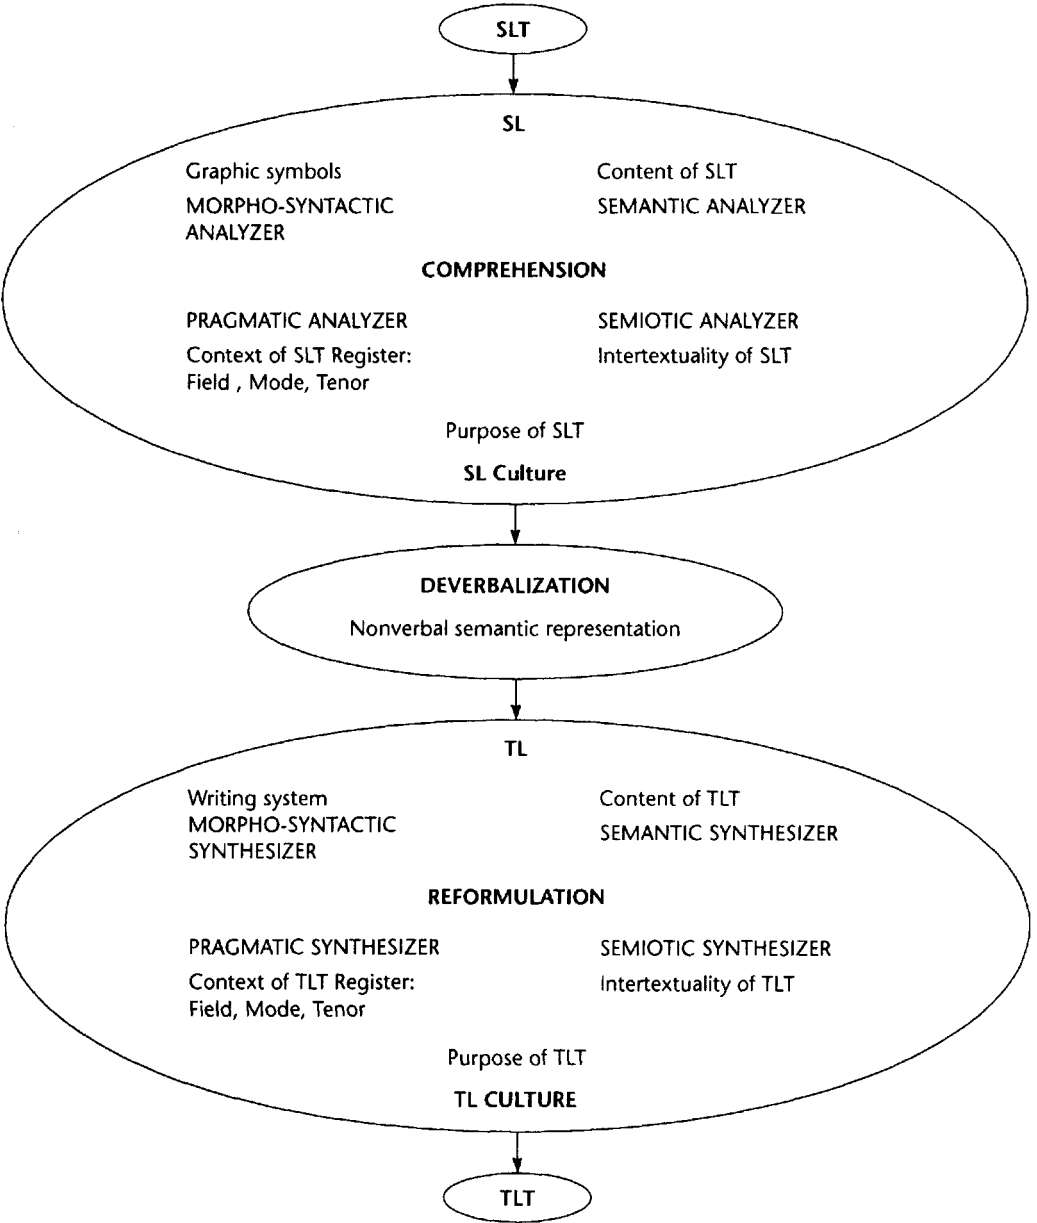 SLT
SL
Graphic symbols
MORPHO-SYNTACTIC
ANALYZER
Content of SLT
SEMANTIC ANALYZER
COMPREHENSION
PRAGMATIC ANALYZER
Context of SLT Register:
Field , Mode, Tenor
SEMIOTIC ANALYZER
Intertextuality of SLT
Purpose of SLT
SL Culture
DEVERBALIZATION
Nonverbal semantic representation
TL
Writing system
MORPHO-SYNTACTIC
SYNTHESIZER
Content of TLT
SEMANTIC SYNTHESIZER
REFORMULATION
PRAGMATIC SYNTHESIZER
Context of TLT Register:
Field, Mode, Tenor
SEMIOTIC SYNTHESIZER
Intertextuality of TLT
Purpose of TLT
TL CULTURE
TLT